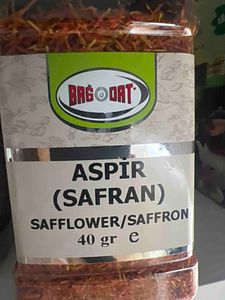 BAĞDAT
ASPİR
(SAFRAN)
SAFFLOWER/SAFFRON
40 gr e